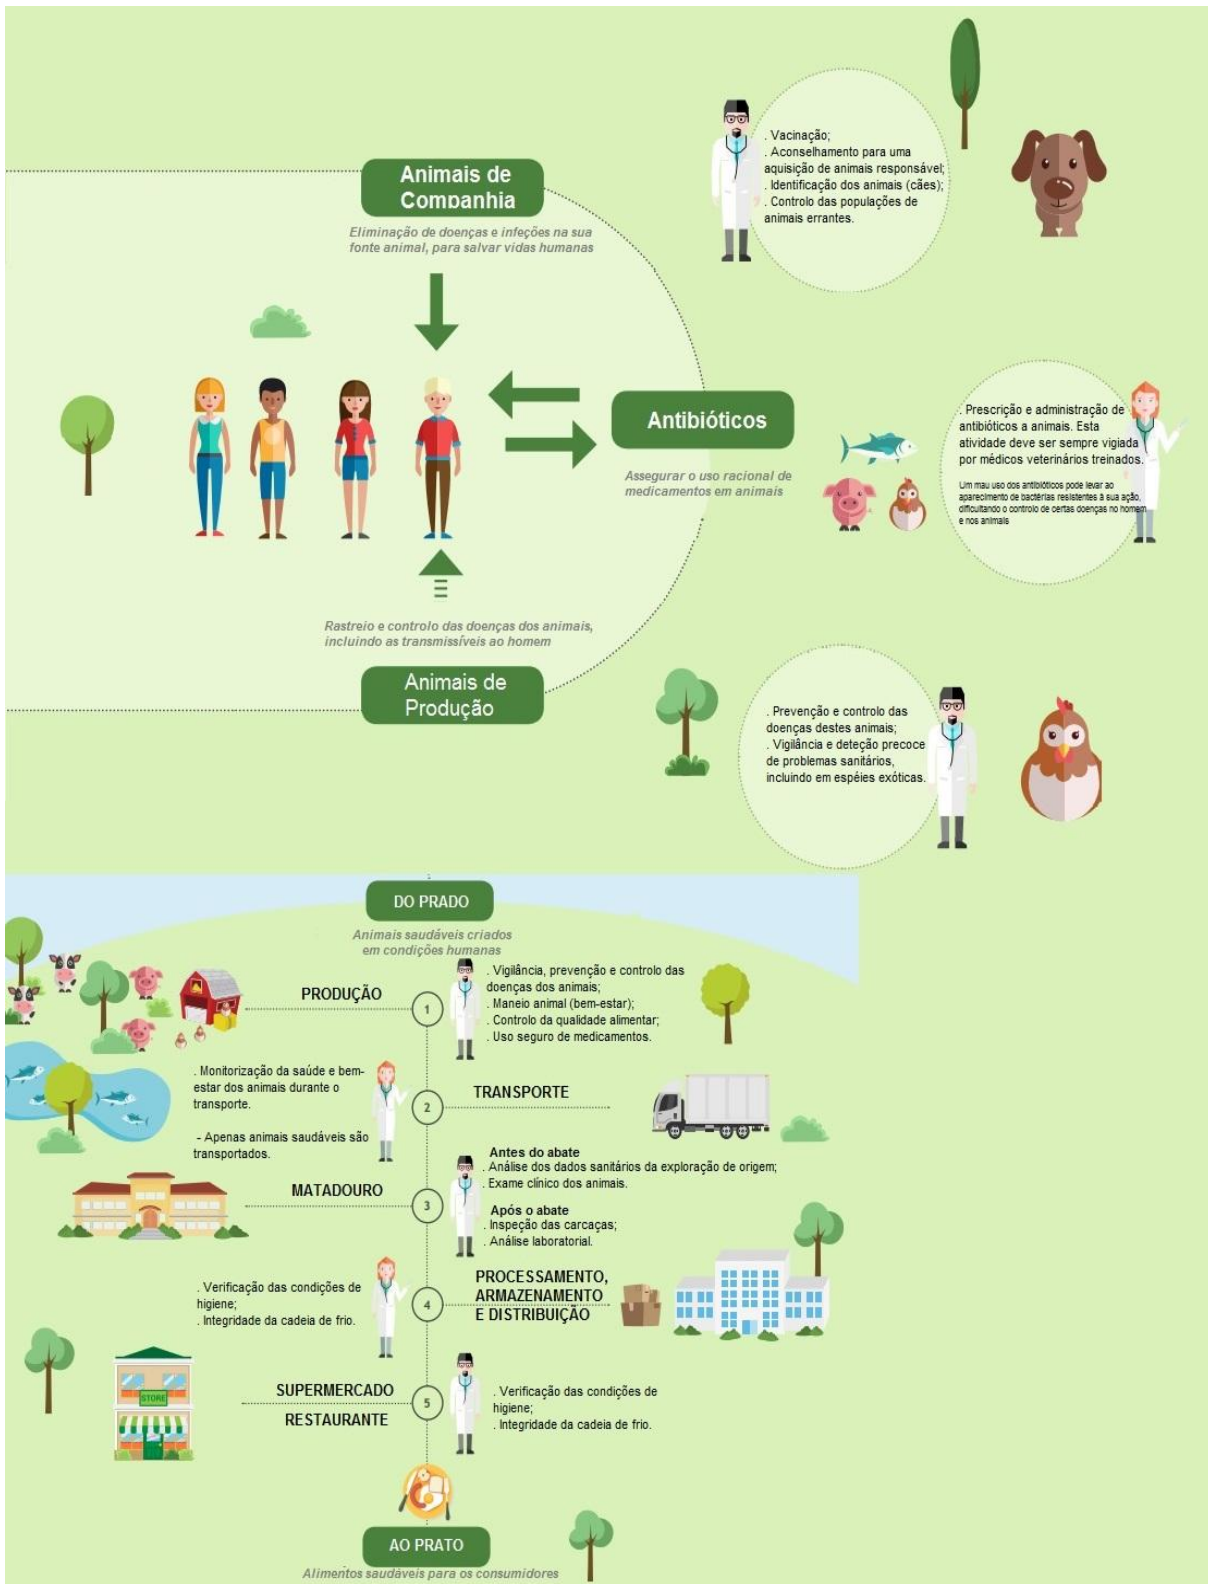 . Vacinação;
. Aconselhamento para uma
aquisição de animais responsável;
. Identificação dos animais (cães);
. Controlo das populações de
animais errantes.
Animais de
Companhia
Eliminação de doenças e infeções na sua
fonte animal, para salvar vidas humanas
Antibióticos
Assegurar o uso racional de
medicamentos em animais
. Prescrição e administração de
antibióticos a animais. Esta
atividade deve ser sempre vigiada
por médicos veterinários treinados.
Um mau uso dos antibióticos pode levar ao
aparecimento de bactérias resistentes à sua ação,
dificultando o controlo de certas doenças no homem
e nos animais
Rastreio e controlo das doenças dos animais,
incluindo as transmissíveis ao homem
Animais de
Produção
. Prevenção e controlo das
doenças destes animais;
. Vigilância e deteção precoce
de problemas sanitários,
incluindo em espéies exóticas.
DO PRADO
Animais saudáveis criados
em condições humanas
PRODUÇÃO
1
. Vigilância, prevenção e controlo das
doenças dos animais;
. Maneio animal (bem-estar);
. Controlo da qualidade alimentar;
. Uso seguro de medicamentos.
. Monitorização da saúde e bem-
estar dos animais durante o
transporte.
- Apenas animais saudáveis são
transportados.
2
TRANSPORTE
MATADOURO
3
Antes do abate
. Análise dos dados sanitários da exploração de origem;
. Exame clínico dos animais.
Após o abate
. Inspeção das carcaças;
. Análise laboratorial.
. Verificação das condições de
higiene;
. Integridade da cadeia de frio.
4
PROCESSAMENTO,
ARMAZENAMENTO
E DISTRIBUIÇÃO
STORE
SUPERMERCADO
RESTAURANTE
5
. Verificação das condições de
higiene;
. Integridade da cadeia de frio.
AO PRATO
Alimentos saudáveis para os consumidores